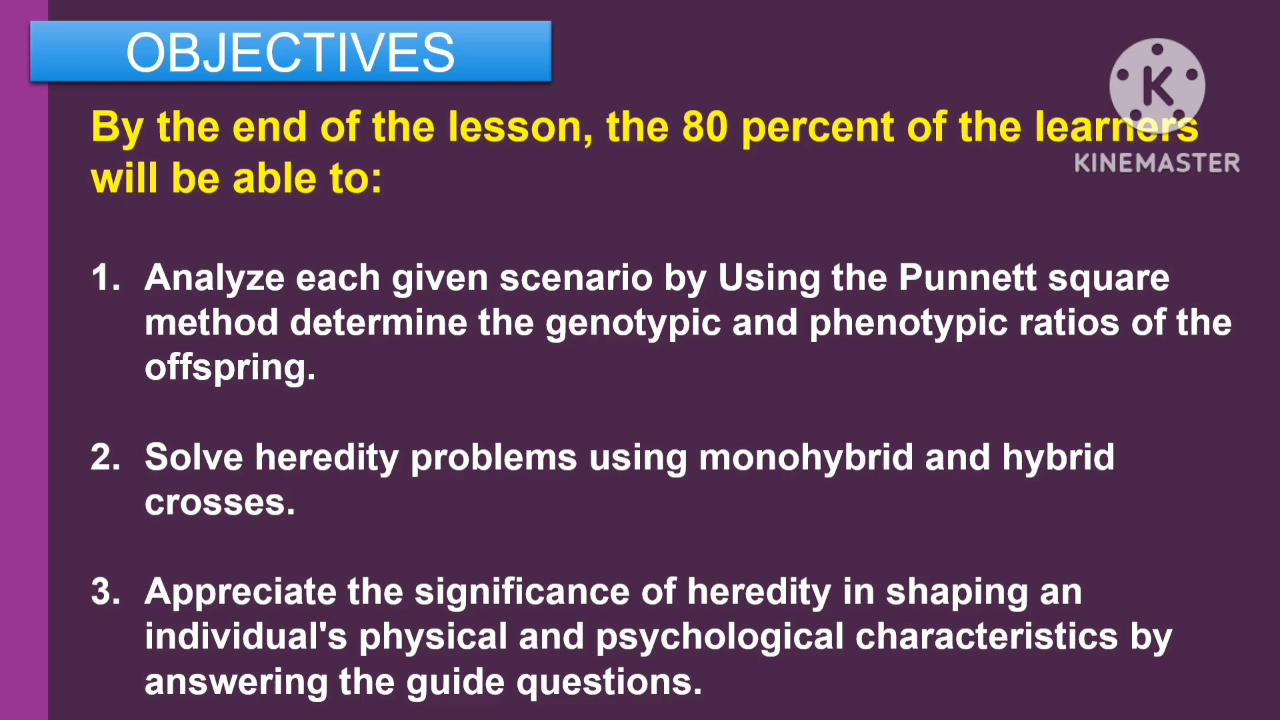 OBJECTIVES
K
KINEMASTER
By the end of the lesson, the 80 percent of the learners
will be able to:
1. Analyze each given scenario by Using the Punnett square
method determine the genotypic and phenotypic ratios of the
offspring.
2. Solve heredity problems using monohybrid and hybrid
crosses.
3. Appreciate the significance of heredity in shaping an
individual's physical and psychological characteristics by
answering the guide questions.